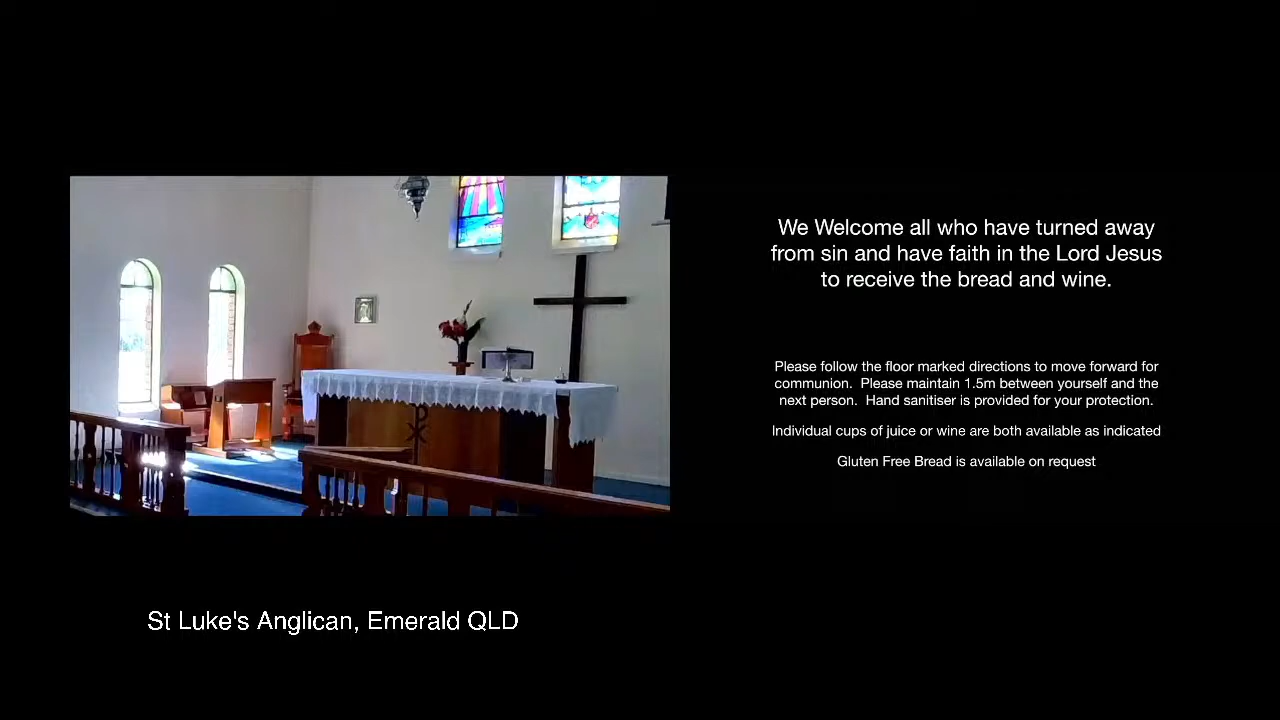 We Welcome all who have turned away
from sin and have faith in the Lord Jesus
to receive the bread and wine.
Please follow the floor marked directions to move forward for
communion.  Please maintain 1.5m between yourself and the
next person.  Hand sanitiser is provided for your protection.
Individual cups of juice or wine are both available as indicated
Gluten Free Bread is available on request
St Luke's Anglican, Emerald QLD